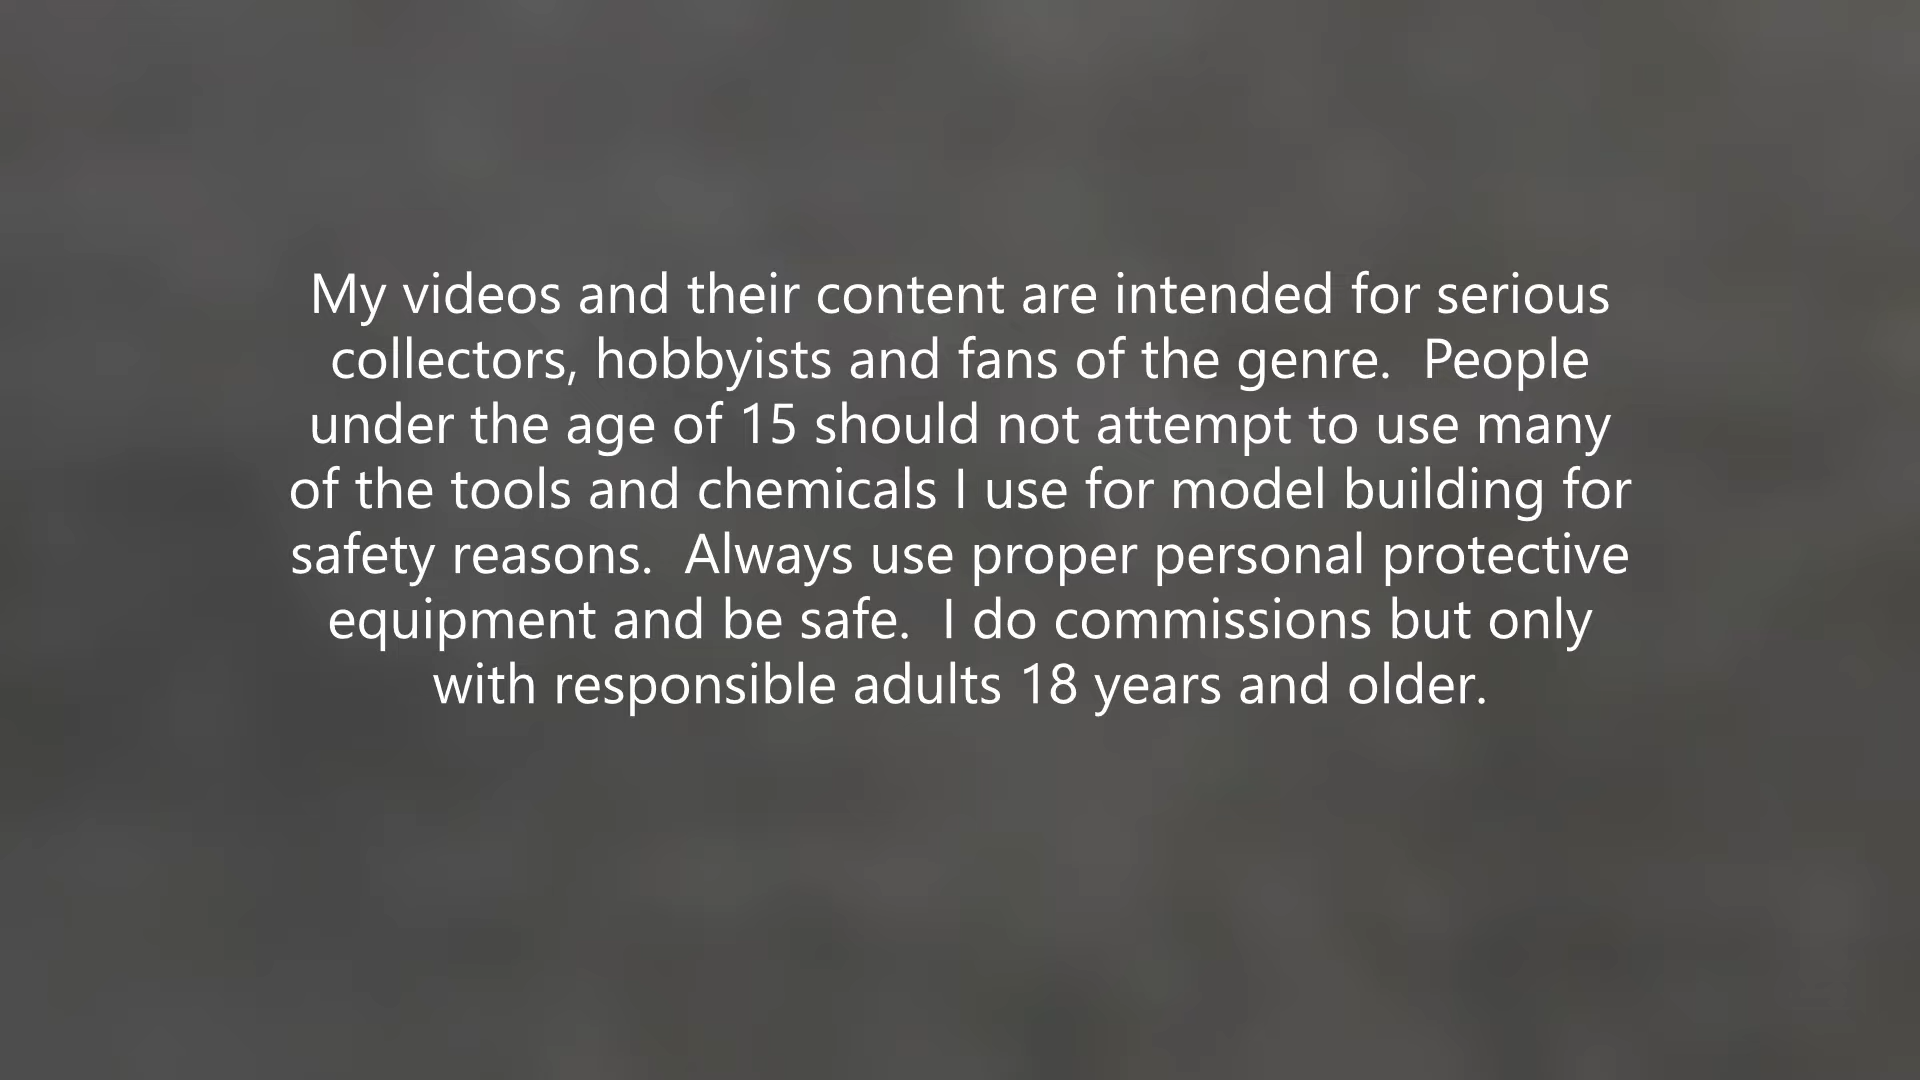 My videos and their content are intended for serious
collectors, hobbyists and fans of the genre.  People
under the age of 15 should not attempt to use many
of the tools and chemicals I use for model building for
safety reasons.  Always use proper personal protective
equipment and be safe.  I do commissions but only
with responsible adults 18 years and older.